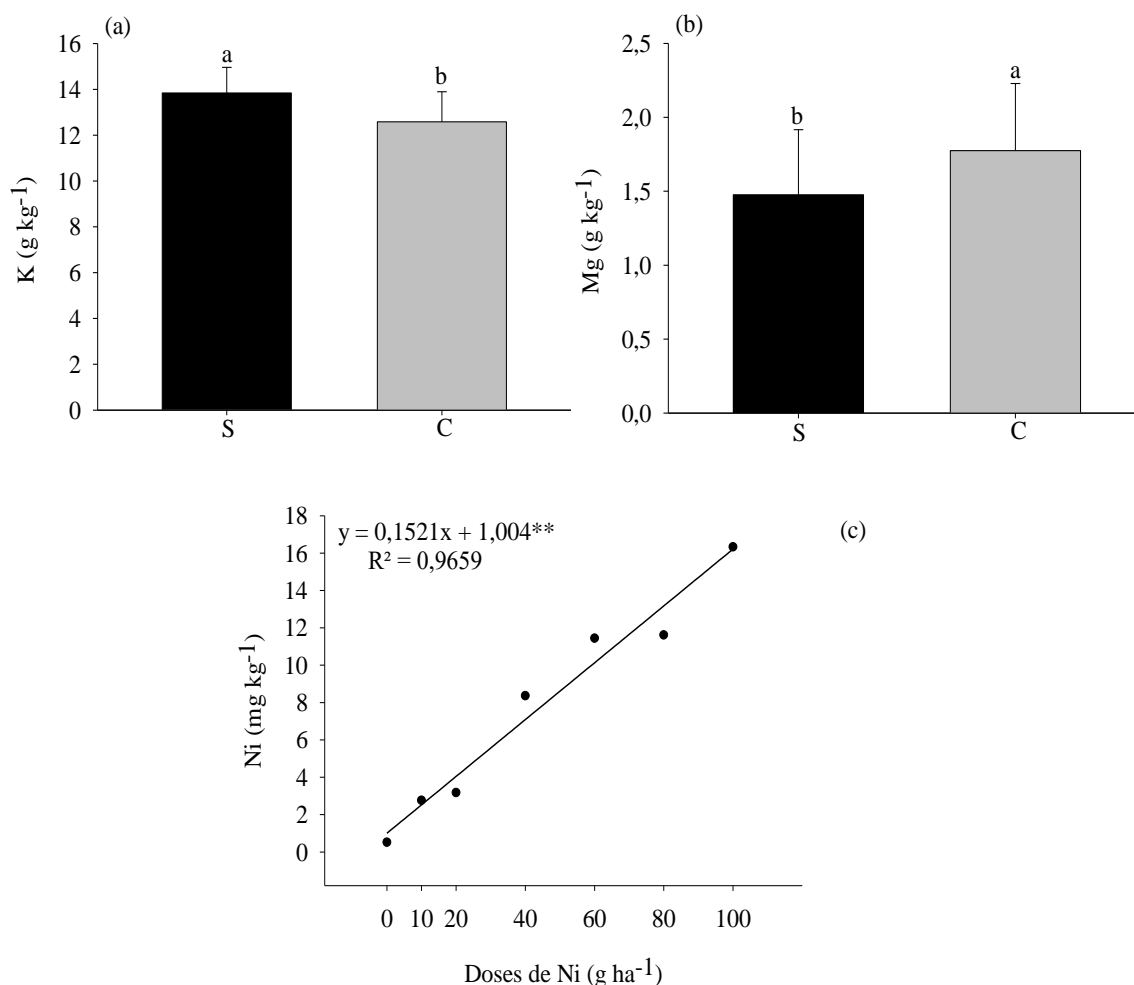 (a)
16
14
12
10
8
6
4
2
0
K (g kg-1)
a
b
S
C
(b)
2,5
2,0
1,5
1,0
0,5
0,0
Mg (g kg-1)
b
a
S
C
(c)
y = 0,1521x + 1,004**
R² = 0,9659
18
16
14
12
10
8
6
4
2
0
Ni (mg kg-1)
0 10 20 40 60 80 100
Doses de Ni (g ha-1)